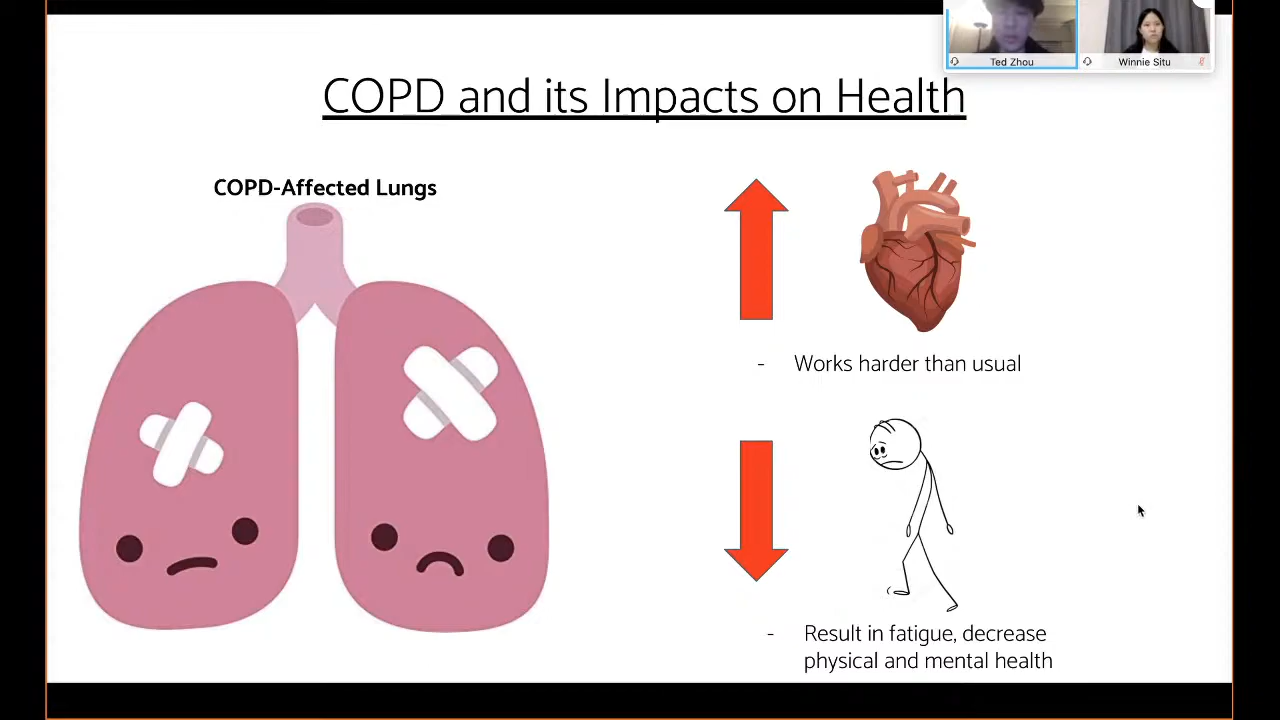 Ted Zhou
Winnie Situ
COPD and its Impacts on Health
COPD-Affected Lungs
- Works harder than usual
- Result in fatigue, decrease
physical and mental health